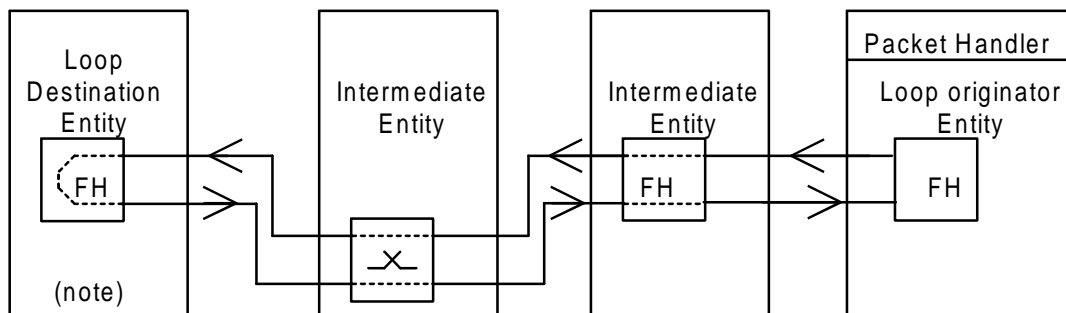 Loop
Destination
Entity
FH
(note)
Intermediate
Entity
Intermediate
Entity
FH
Packet Handler
Loop originator
Entity
FH